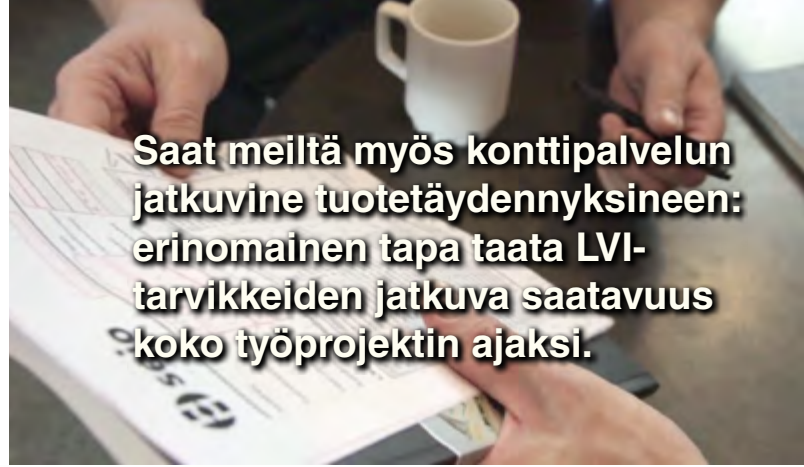 Saat meiltä myös konttipalvelun
jatkuvine tuotetäydennyksineen:
erinomainen tapa taata LVI-
tarvikkeiden jatkuva saatavuus
koko työprojektin ajaksi.